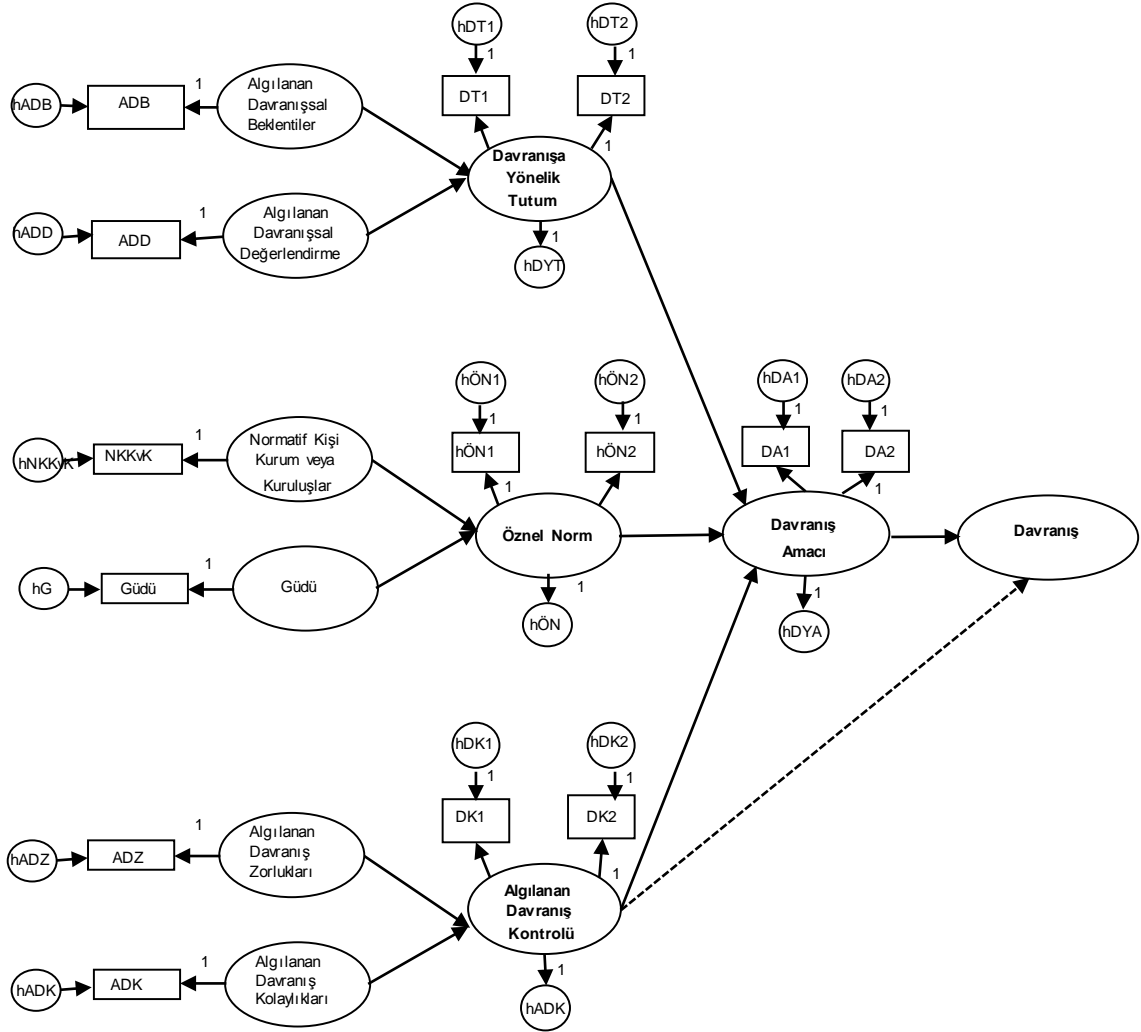 hDT1
hDT2
1
1
hADB
ADB
1
Algılanan
Davranışsal
Beklentiler
DT1
DT2
1
Davranışa
Yönelik
Tutum
hADD
ADD
1
Algılanan
Davranışsal
Değerlendirme
1
hDYT
hÖN1
hÖN2
hDA1
hDA2
1
1
1
1
hNKKvK
NKKvK
1
Normatif Kişi
Kurum veya
Kuruluşlar
hÖN1
hÖN2
DA1
DA2
1
1
Öznel Norm
Davranış
Amacı
Davranış
hG
Güdü
1
Güdü
1
hÖN
1
hDYA
hDK1
hDK2
1
1
DK1
DK2
hADZ
ADZ
1
Algılanan
Davranış
Zorlukları
1
Algılanan
Davranış
Kontrolü
hADK
ADK
1
Algılanan
Davranış
Kolaylıkları
1
hADK